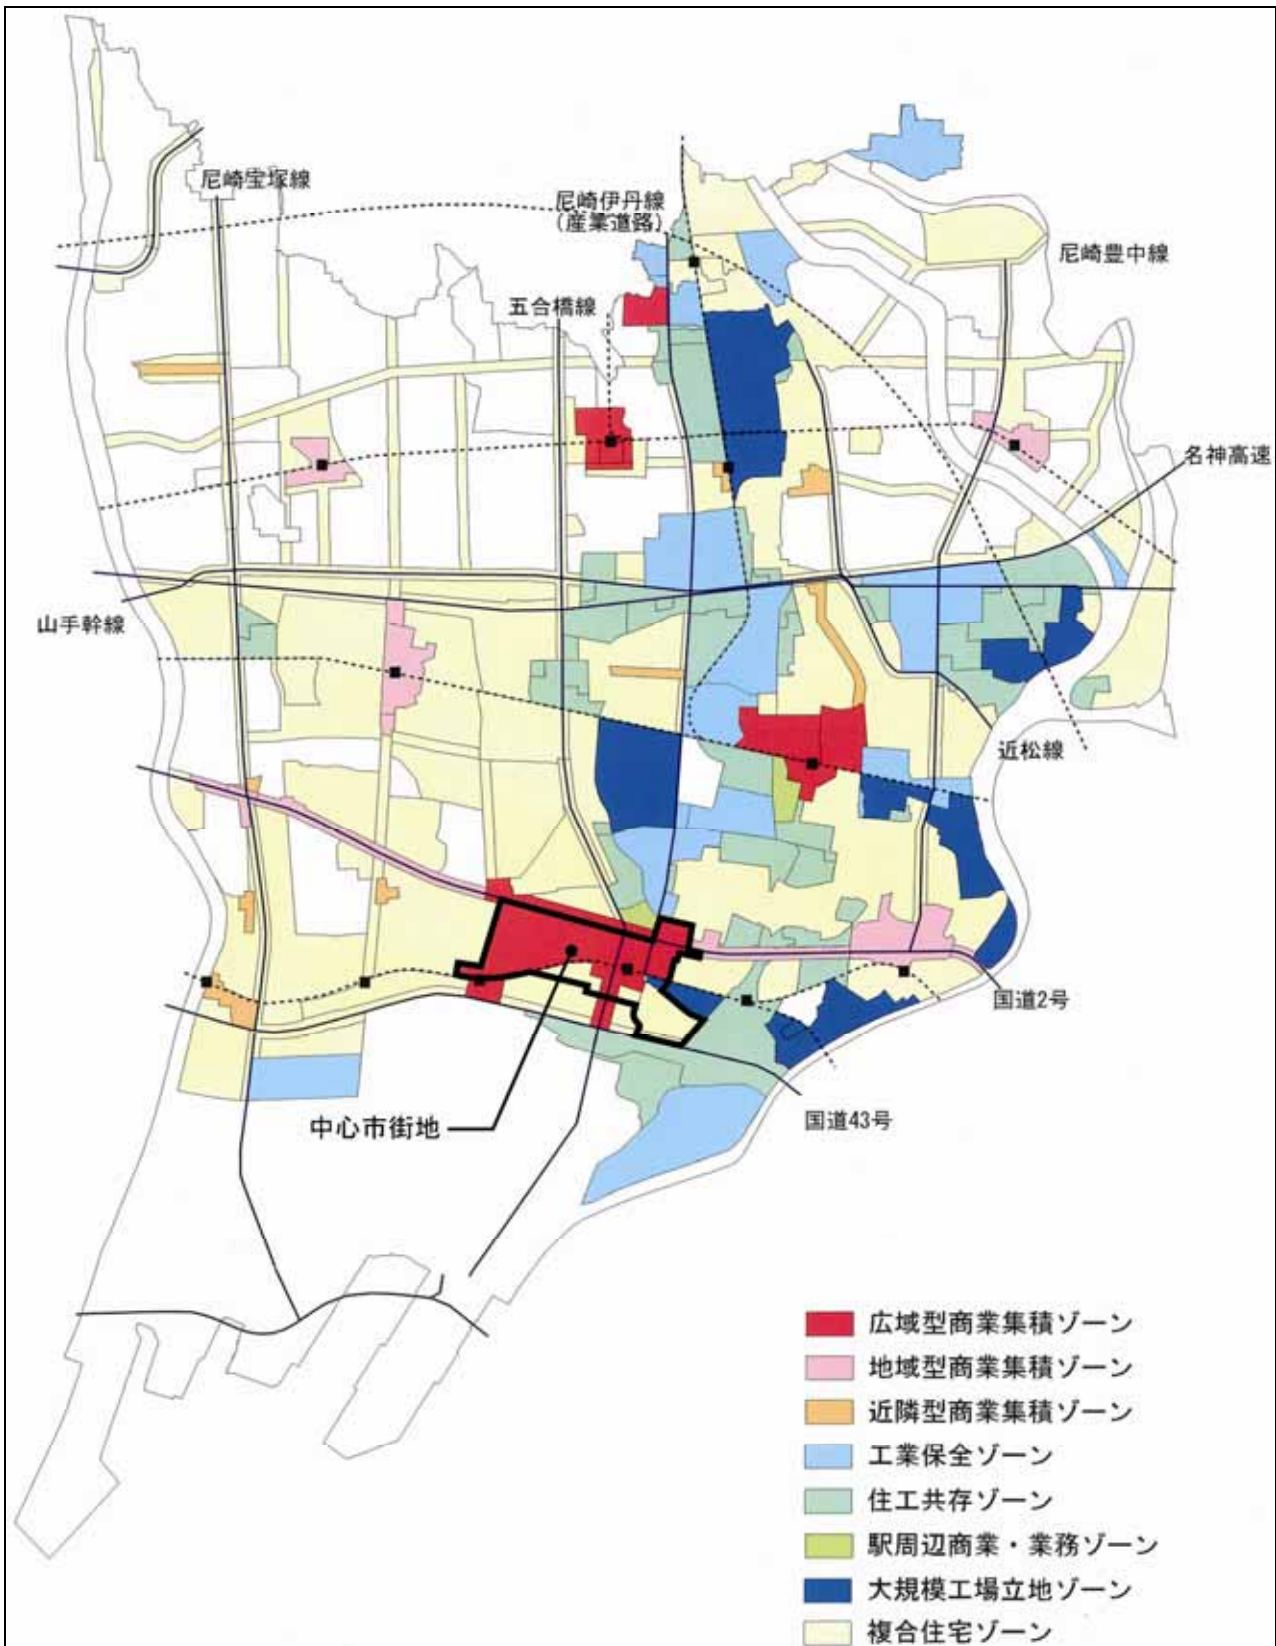 尼崎宝塚線
尼崎伊丹線
(産業道路)
尼崎豊中線
五合橋線
名神高速
山手幹線
近松線
国道2号
国道43号
中心市街地
広域型商業集積ゾーン
地域型商業集積ゾーン
近隣型商業集積ゾーン
工業保全ゾーン
住工共存ゾーン
駅周辺商業・業務ゾーン
大規模工場立地ゾーン
複合住宅ゾーン